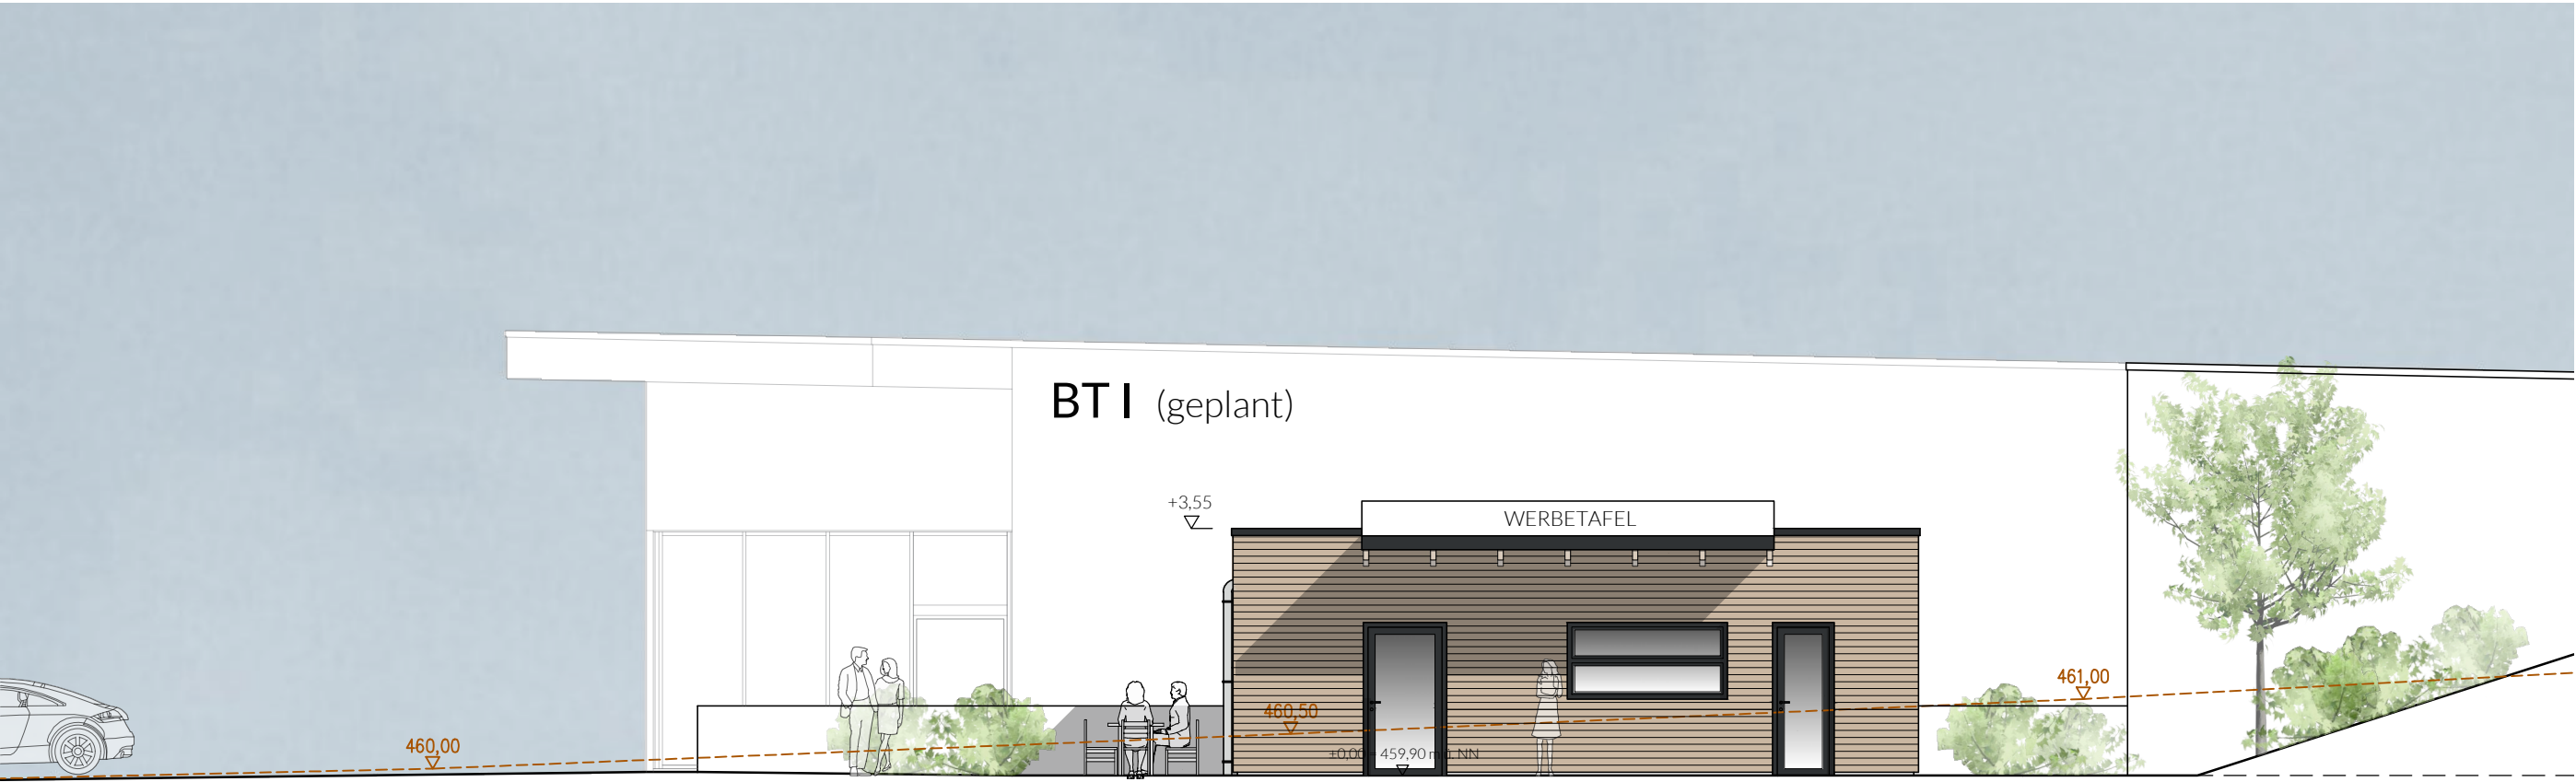 BT I (geplant)
+3,55
WERBETAFEL
461,00
460,50
460,00
+0,00 = 459,90 m ü. NN